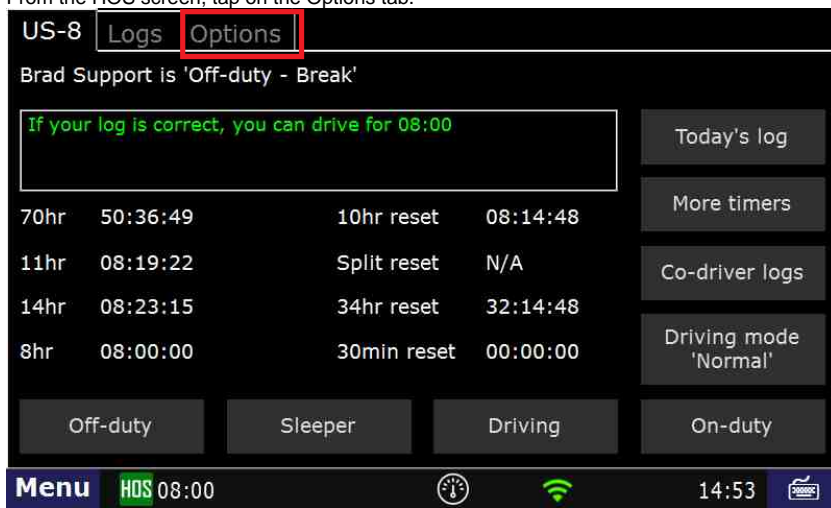 From the HOS screen, tap on the Options tab.
US-8 Logs Options
Brad Support is 'Off-duty - Break'
If your log is correct, you can drive for 08:00
Today's log
More timers
Co-driver logs
Driving mode
'Normal'
70hr 50:36:49 10hr reset 08:14:48
11hr 08:19:22 Split reset N/A
14hr 08:23:15 34hr reset 32:14:48
8hr 08:00:00 30min reset 00:00:00
Off-duty Sleeper Driving On-duty
Menu HOS 08:00 14:53